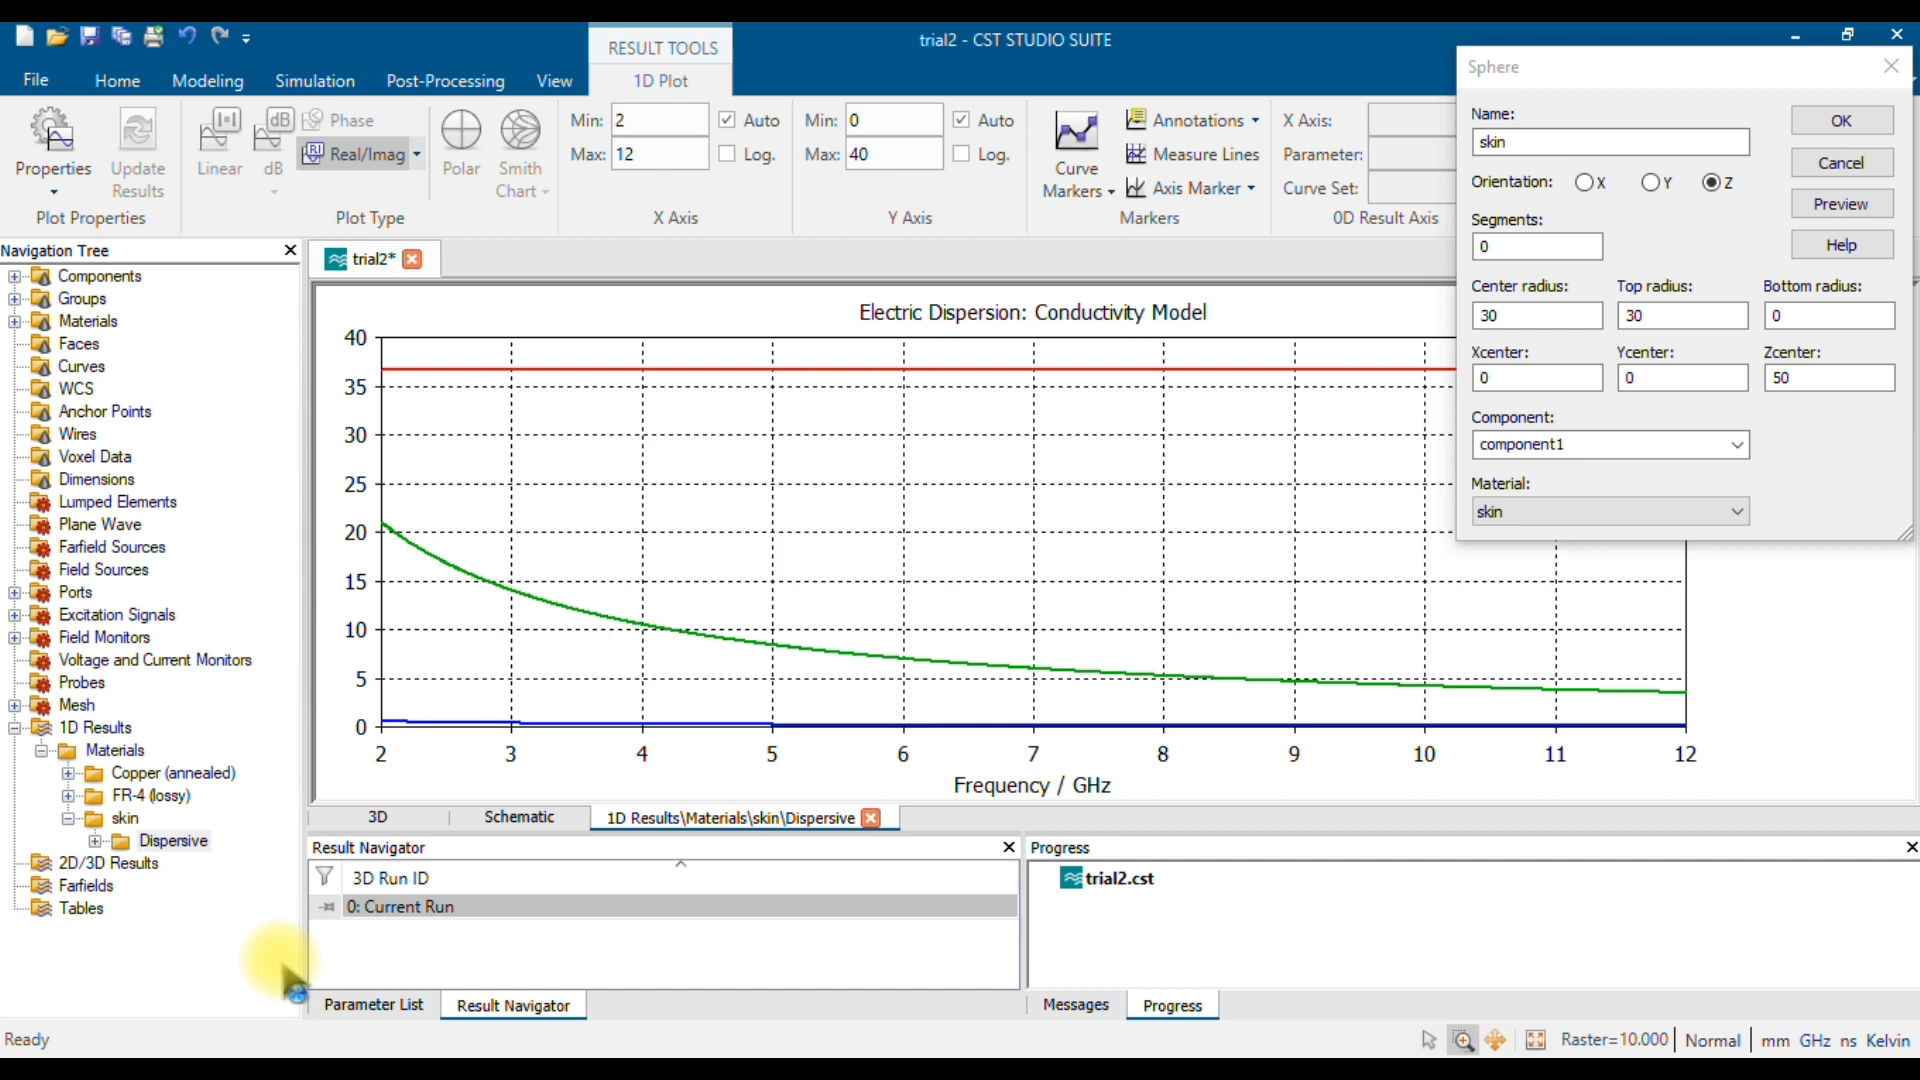 RESULT TOOLS
trial2 - CST STUDIO SUITE
File Home Modeling Simulation Post-Processing View 1D Plot
Properties
Update Results
Plot Properties
Linear
dB
Phase
Real/Imag
Polar
Smith Chart
Plot Type
Min: 2 Auto
Max: 12 Log.
X Axis
Min: 0 Auto
Max: 40 Log.
Y Axis
Curve Markers
Annotations
Measure Lines
Axis Marker
Markers
X Axis:
Parameter:
Curve Set:
0D Result Axis
Sphere
Name:
skin
OK
Cancel
Preview
Help
Orientation: X Y Z
Segments:
0
Center radius: Top radius: Bottom radius:
30 30 0
Xcenter: Ycenter: Zcenter:
0 0 50
Component:
component1
Material:
skin
Navigation Tree
Components
Groups
Materials
Faces
Curves
WCS
Anchor Points
Wires
Voxel Data
Dimensions
Lumped Elements
Plane Wave
Farfield Sources
Field Sources
Ports
Excitation Signals
Field Monitors
Voltage and Current Monitors
Probes
Mesh
1D Results
Materials
Copper (annealed)
FR-4 (lossy)
skin
Dispersive
2D/3D Results
Farfields
Tables
trial2*
Electric Dispersion: Conductivity Model
40
35
30
25
20
15
10
5
0
2 3 4 5 6 7 8 9 10 11 12
Frequency / GHz
3D Schematic 1D Results\Materials\skin\Dispersive
Result Navigator
3D Run ID
0: Current Run
Parameter List Result Navigator
Progress
trial2.cst
Messages Progress
Ready
Raster=10.000 Normal mm GHz ns Kelvin